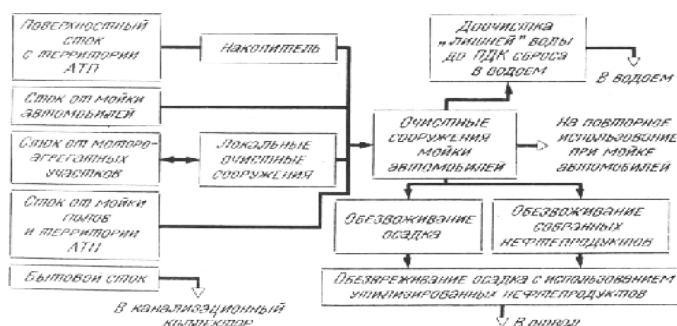 Поверхностный
сток
с территории
АТП
Накопитель
Сток от мойки
автомобилей
Сток от моторо-
агрегатных
участков
Локальные
очистные
сооружения
Сток от мойки
полов
и территории
АТП
Бытовой сток
В канализационный
коллектор
Доочистка
„лишней" воды
до ПДК сброса
в водоем
В водоем
Очистные
сооружения
мойки
автомобилей
На повторное
использование
при мойке
автомобилей
Обезвоживание
осадка
Обезвоживание
собранных
нефтепродуктов
Обезвреживание осадка с использованием
утилизированных нефтепродуктов
В отвал